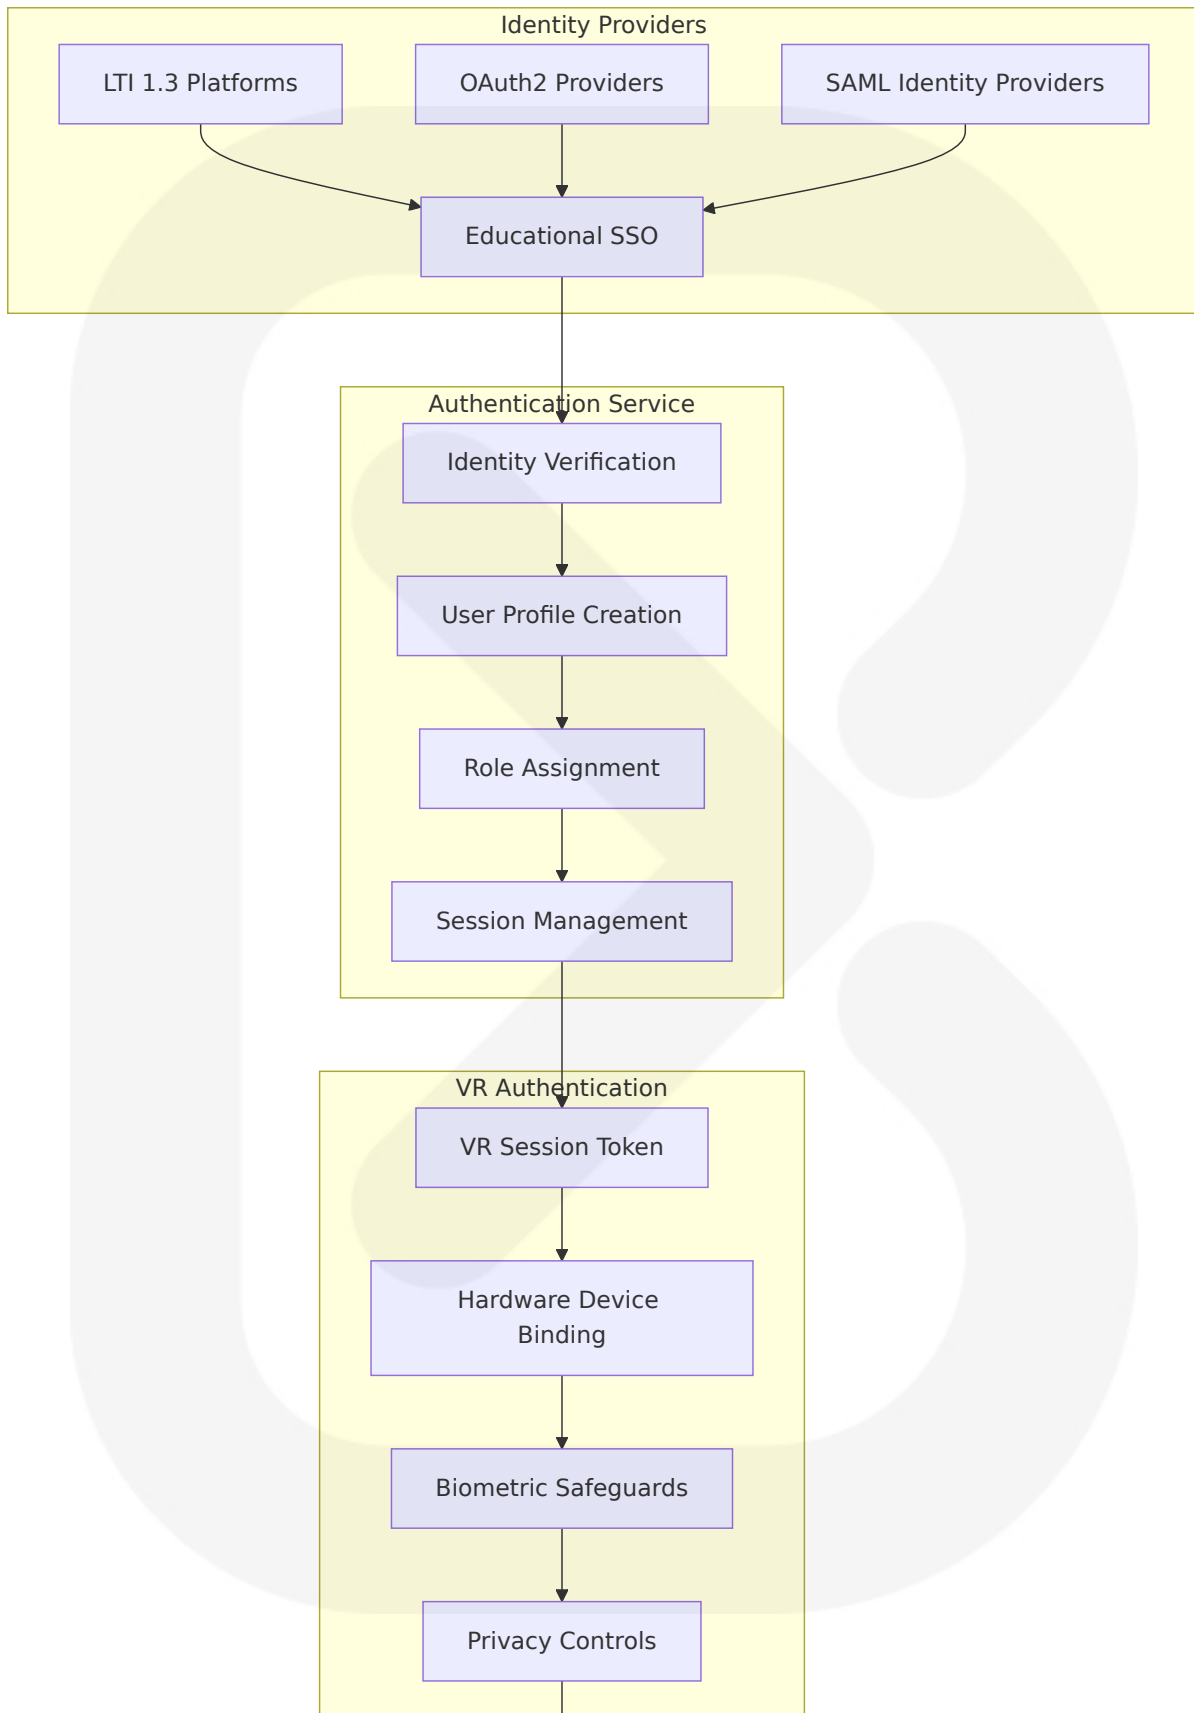 Identity Providers
LTI 1.3 Platforms
OAuth2 Providers
SAML Identity Providers
Educational SSO
Authentication Service
Identity Verification
User Profile Creation
Role Assignment
Session Management
VR Authentication
VR Session Token
Hardware Device
Binding
Biometric Safeguards
Privacy Controls